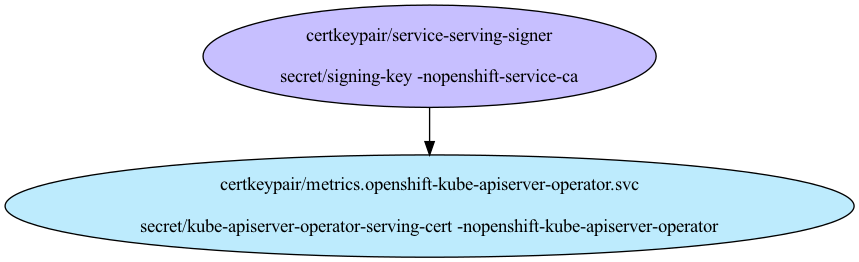 certkeypair/service-serving-signer
secret/signing-key -nopenshift-service-ca
certkeypair/metrics.openshift-kube-apiserver-operator.svc
secret/kube-apiserver-operator-serving-cert -nopenshift-kube-apiserver-operator